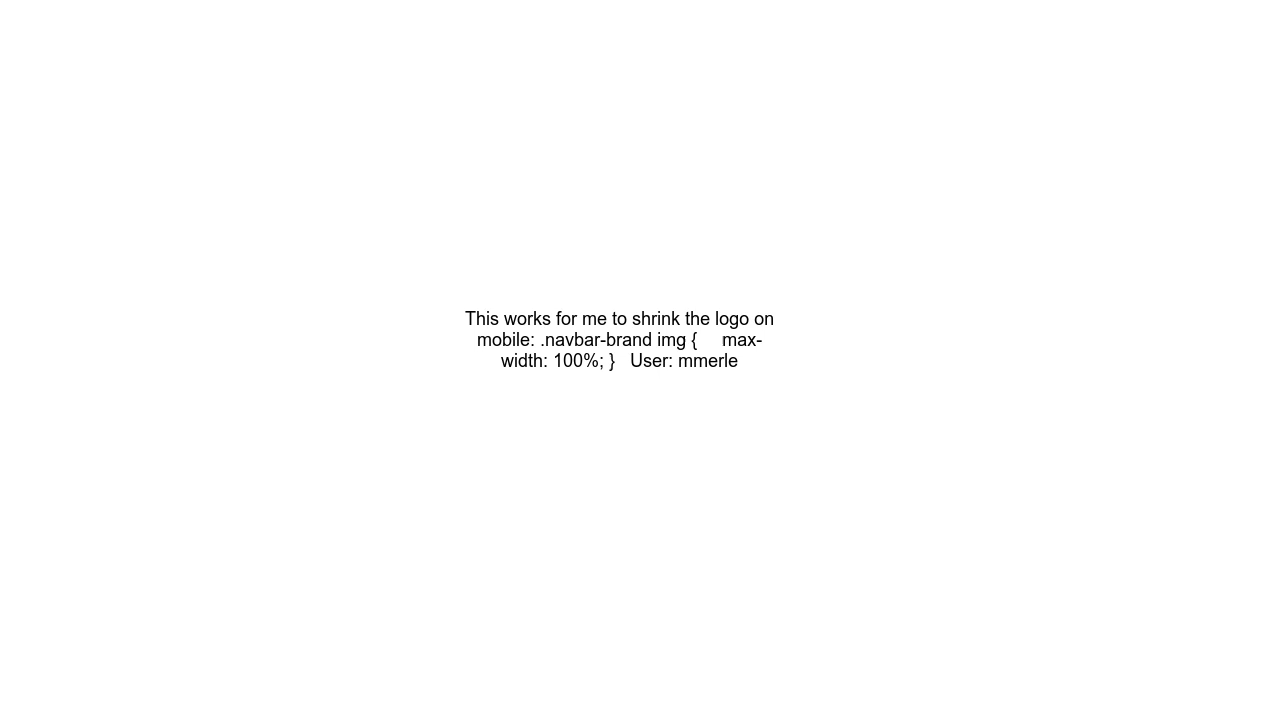 This works for me to shrink the logo on
mobile: .navbar-brand img {     max-
width: 100%; }   User: mmerle